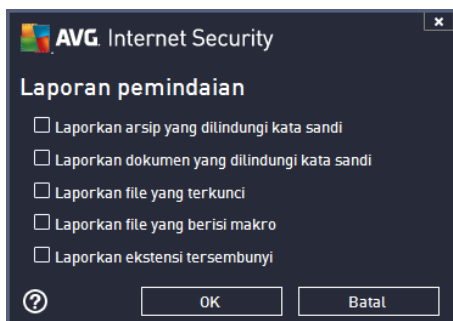 AVG. Internet Security
Laporan pemindaian
Laporkan arsip yang dilindungi kata sandi
Laporkan dokumen yang dilindungi kata sandi
Laporkan file yang terkunci
Laporkan file yang berisi makro
Laporkan ekstensi tersembunyi
OK
Batal